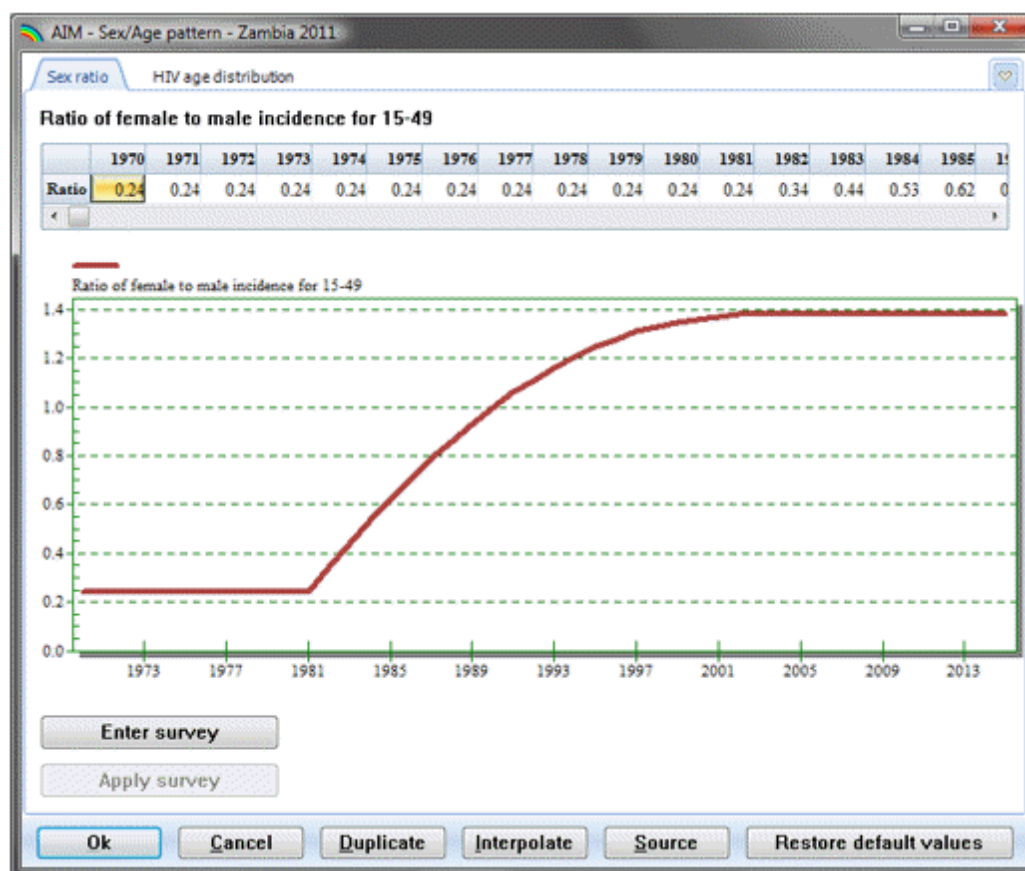 AIM - Sex/Age pattern - Zambia 2011
Sex ratio HIV age distribution
Ratio of female to male incidence for 15-49
1970 1971 1972 1973 1974 1975 1976 1977 1978 1979 1980 1981 1982 1983 1984 1985
Ratio 0.24 0.24 0.24 0.24 0.24 0.24 0.24 0.24 0.24 0.24 0.24 0.24 0.34 0.44 0.53 0.62
Ratio of female to male incidence for 15-49
1.4
1.2
1.0
0.8
0.6
0.4
0.2
0.0
1973 1977 1981 1985 1989 1993 1997 2001 2005 2009 2013
Enter survey
Apply survey
Ok Cancel Duplicate Interpolate Source Restore default values